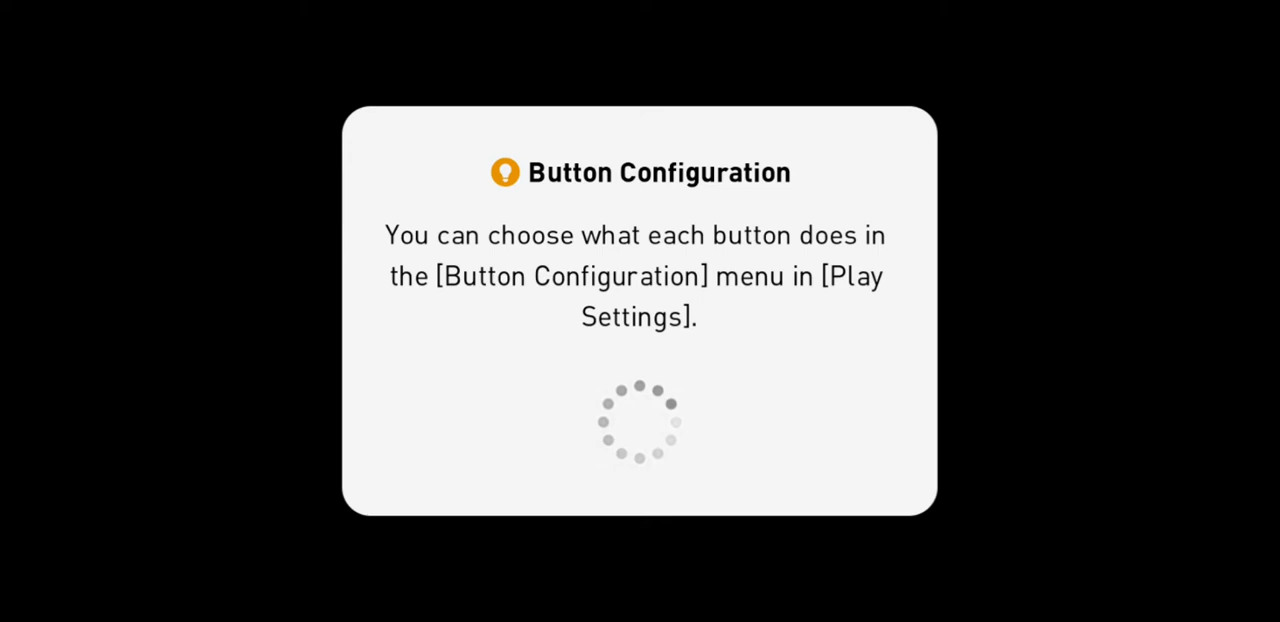 Button Configuration
You can choose what each button does in
the [Button Configuration] menu in [Play
Settings].